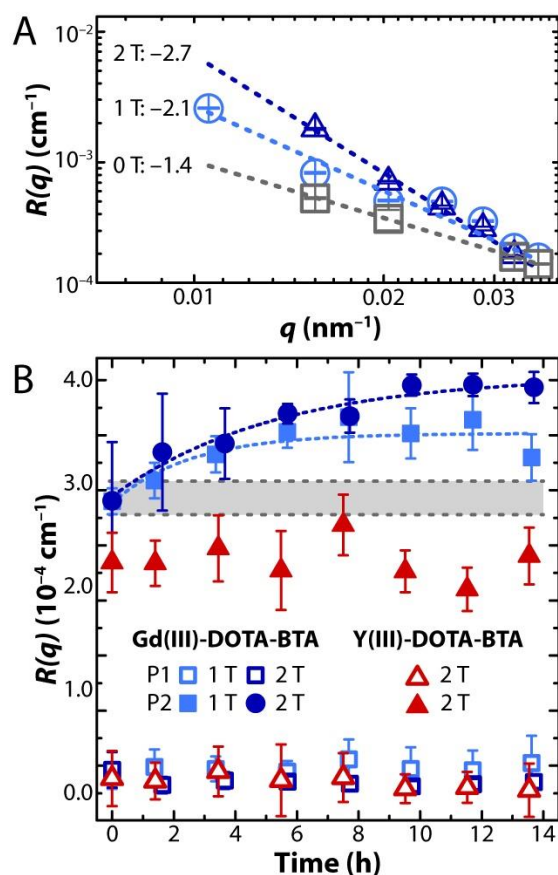 A
10⁻²
2 T: −2.7
1 T: −2.1
10⁻³
0 T: −1.4
10⁻⁴
R(q) (cm⁻¹)
0.01 0.02 0.03
q (nm⁻¹)
B
4.0
3.0
2.0
1.0
0.0
R(q) (10⁻⁴ cm⁻¹)
Gd(III)-DOTA-BTA Y(III)-DOTA-BTA
P1 1 T 2 T 2 T
P2 1 T 2 T 2 T
0 2 4 6 8 10 12 14
Time (h)